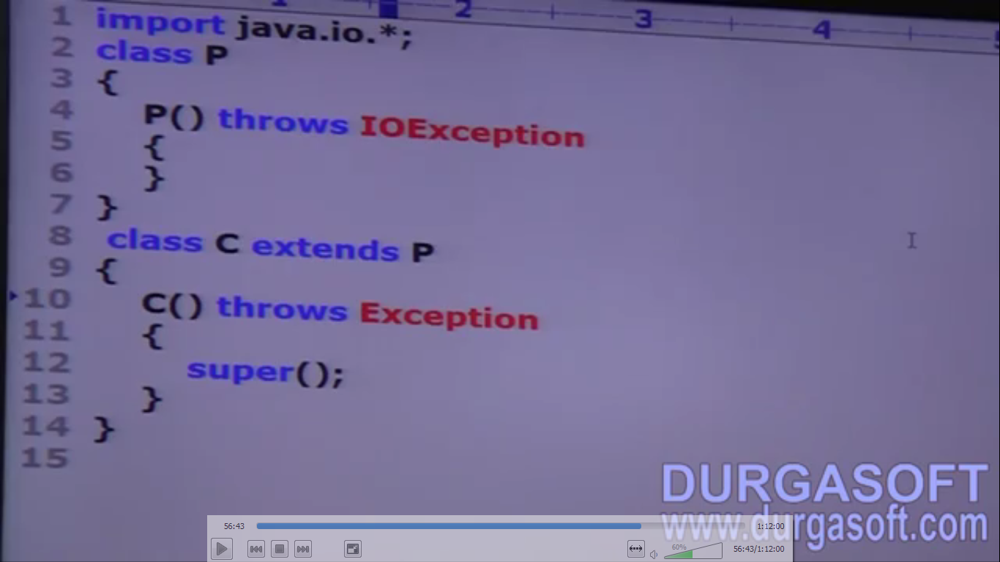 1 2 3 4 5
1 import java.io.*;
2 class P
3 {
4 P() throws IOException
5 {
6 }
7 }
8 class C extends P
9 {
10 C() throws Exception
11 {
12 super();
13 }
14 }
15
DURGASOFT
www.durgasoft.com
56:43 1:12:00
60% 56:43/1:12:00